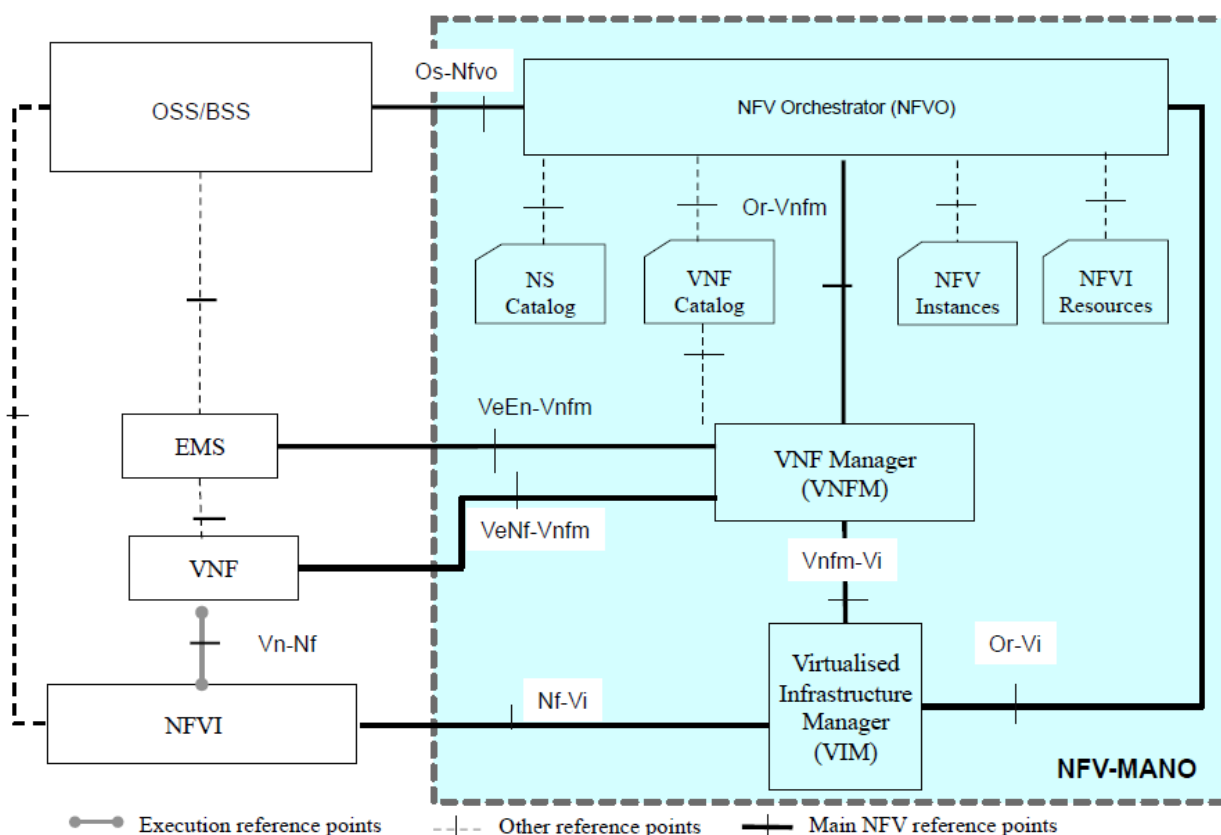 Os-Nfvo
OSS/BSS
NFV Orchestrator (NFVO)
Or-Vnfm
NS
Catalog
VNF
Catalog
NFV
Instances
NFVI
Resources
VeEn-Vnfm
EMS
VNF Manager
(VNFM)
VeNf-Vnfm
VNF
Vnfm-Vi
Vn-Nf
Virtualised
Infrastructure
Manager
(VIM)
Or-Vi
Nf-Vi
NFVI
NFV-MANO
Execution reference points
Other reference points
Main NFV reference points